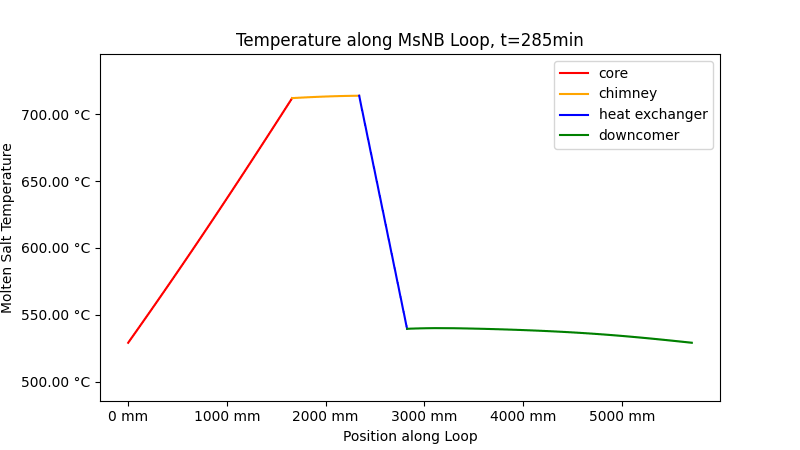 Temperature along MsNB Loop, t=285min
core
chimney
heat exchanger
downcomer
Molten Salt Temperature
700.00 °C
650.00 °C
600.00 °C
550.00 °C
500.00 °C
0 mm 1000 mm 2000 mm 3000 mm 4000 mm 5000 mm
Position along Loop